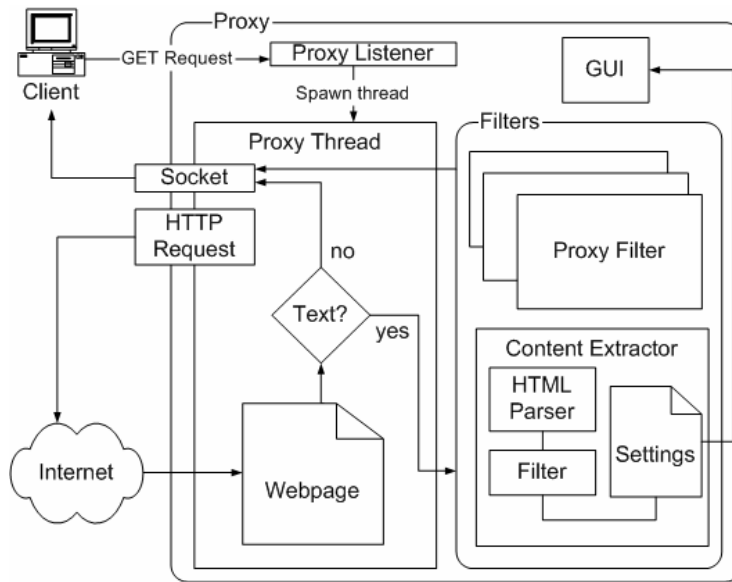 Proxy
GET Request
Proxy Listener
GUI
Client
Spawn thread
Filters
Proxy Thread
Socket
HTTP
Request
no
Proxy Filter
Text?
yes
Content Extractor
HTML
Parser
Settings
Filter
Internet
Webpage